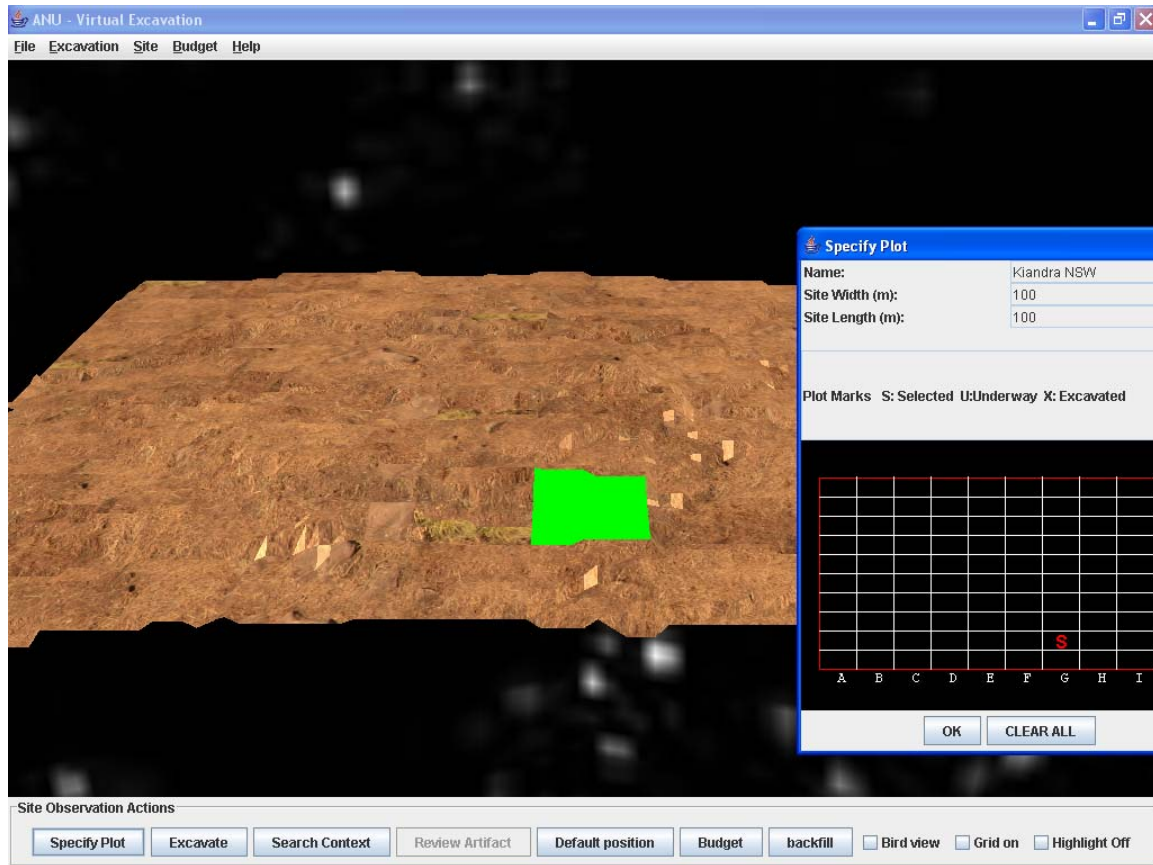 ANU - Virtual Excavation
File Excavation Site Budget Help
Specify Plot
Name: Kiandra NSW
Site Width (m): 100
Site Length (m): 100
Plot Marks S: Selected U:Underway X: Excavated
S
A B C D E F G H I
OK CLEAR ALL
Site Observation Actions
Specify Plot Excavate Search Context Review Artifact Default position Budget backfill Bird view Grid on Highlight Off